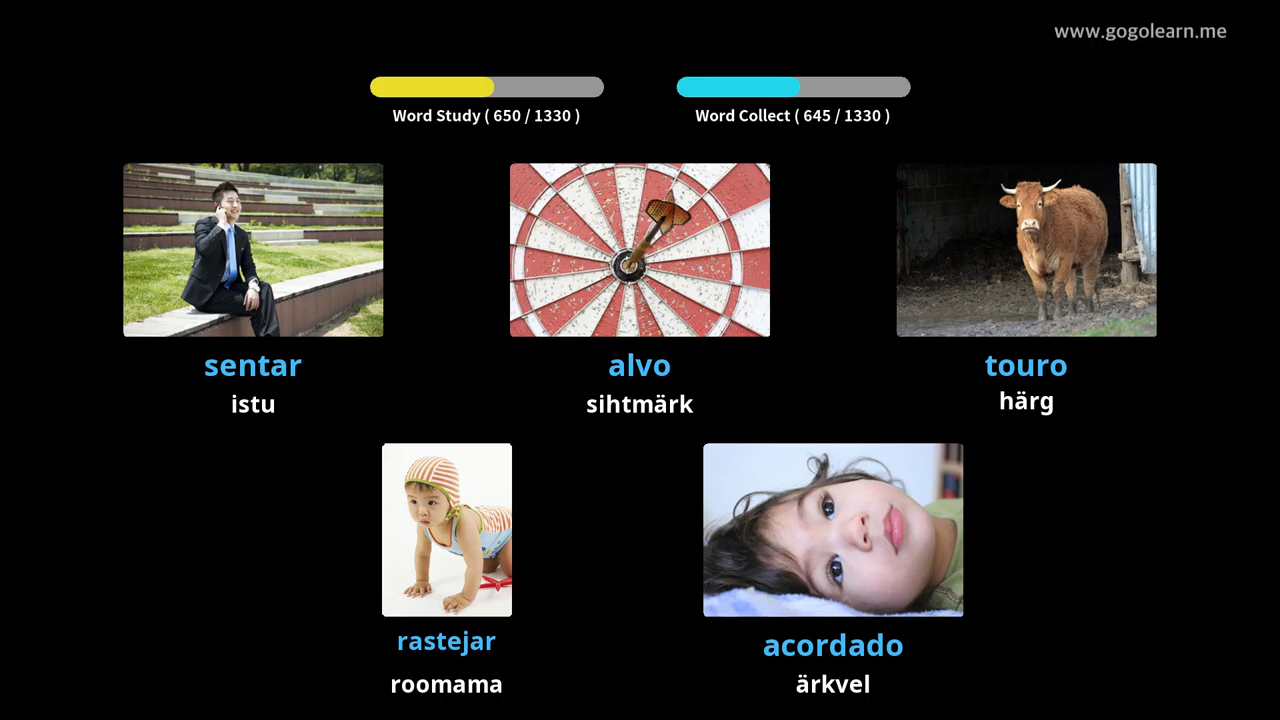 www.gogolearn.me
Word Study ( 650 / 1330 )
Word Collect ( 645 / 1330 )
sentar
istu
alvo
sihtmärk
touro
härg
rastejar
roomama
acordado
ärkvel